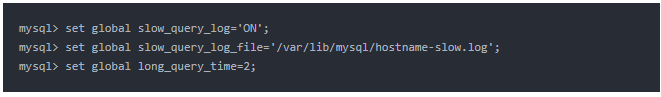 mysql> set global slow_query_log='ON';
mysql> set global slow_query_log_file='/var/lib/mysql/hostname-slow.log';
mysql> set global long_query_time=2;